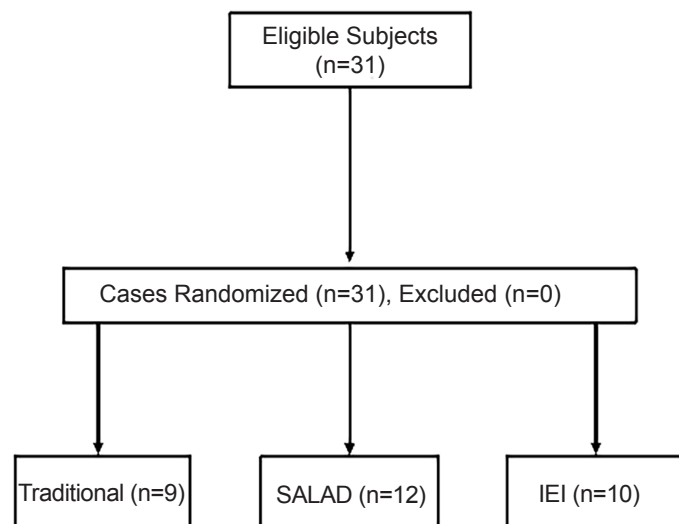 Eligible Subjects
(n=31)
Cases Randomized (n=31), Excluded (n=0)
Traditional (n=9)
SALAD (n=12)
IEI (n=10)